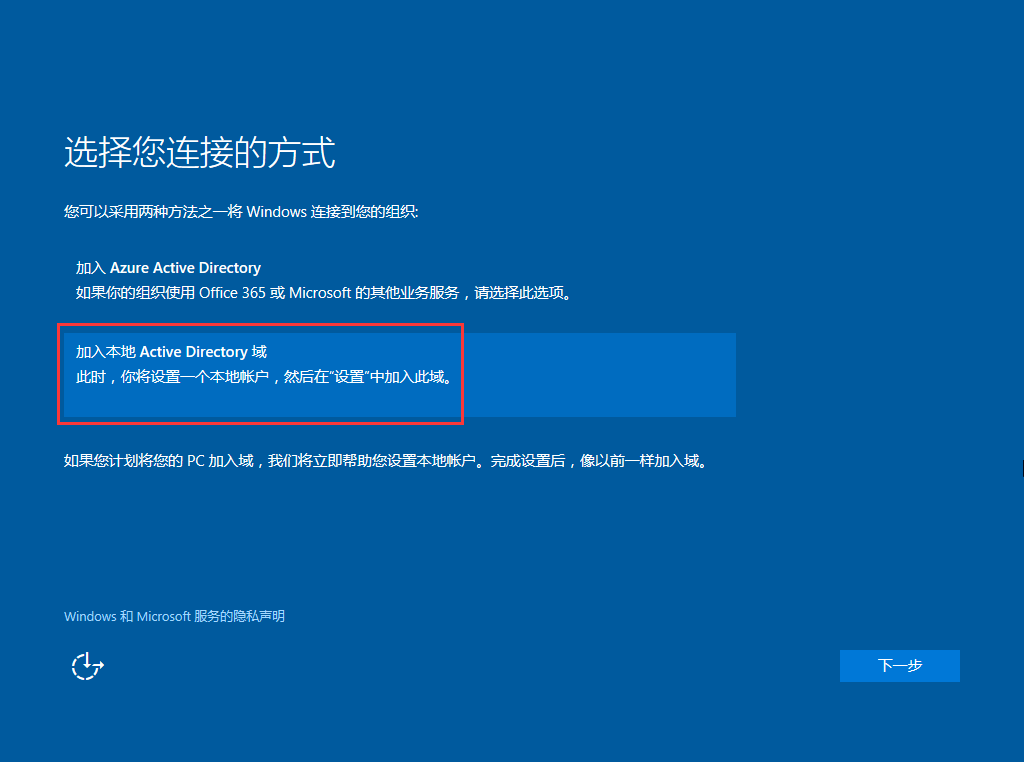 选择您连接的方式
您可以采用两种方法之一将 Windows 连接到您的组织:
加入 Azure Active Directory
如果你的组织使用 Office 365 或 Microsoft 的其他业务服务，请选择此选项。
加入本地 Active Directory 域
此时，你将设置一个本地帐户，然后在“设置”中加入此域。
如果您计划将您的 PC 加入域，我们将立即帮助您设置本地帐户。完成设置后，像以前一样加入域。
Windows 和 Microsoft 服务的隐私声明
下一步